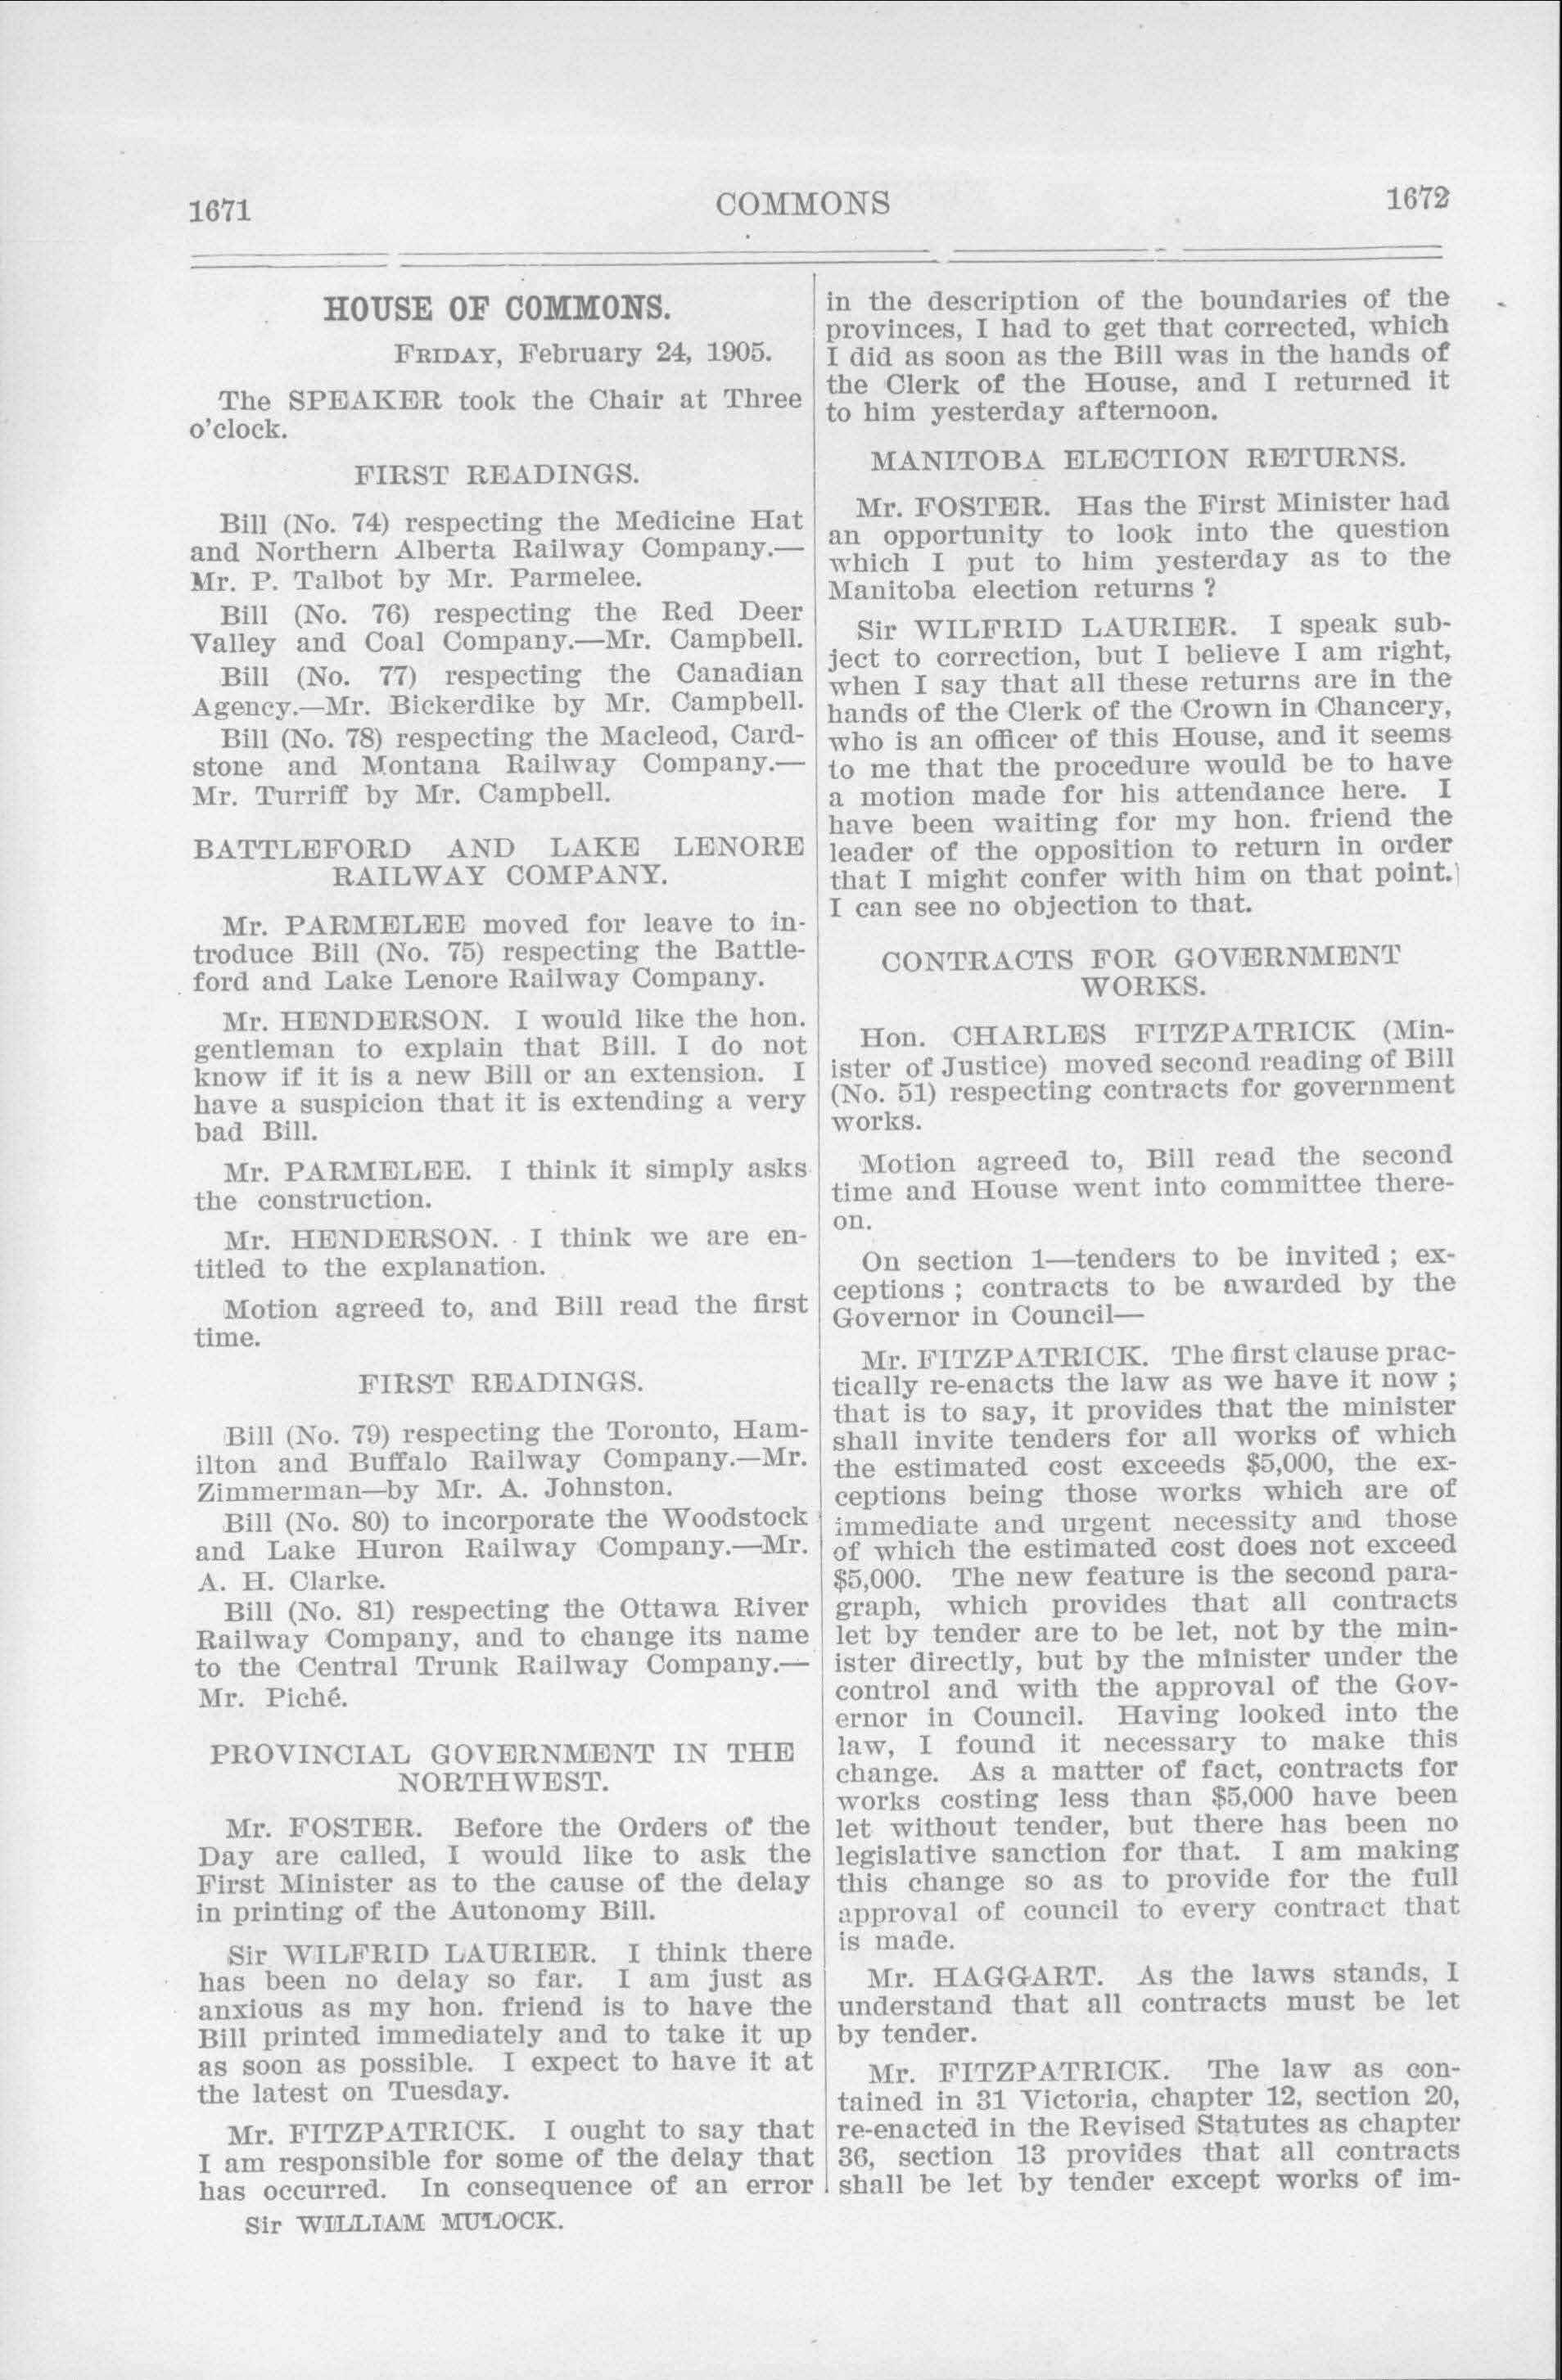 1671
COMMONS
1672
HOUSE OF COMMONS.
FRIDAY, February 24, 1905.
The SPEAKER took the Chair at Three
o'clock.
FIRST READINGS.
Bill (No. 74) respecting the Medicine Hat
and Northern Alberta Railway Company.—
Mr. P. Talbot by Mr. Parmelee.
Bill (No. 76) respecting the Red Deer
Valley and Coal Company.—Mr. Campbell.
Bill (No. 77) respecting the Canadian
Agency.—Mr. Bickerdike by Mr. Campbell.
Bill (No. 78) respecting the Macleod, Card-
stone and Montana Railway Company.—
Mr. Turriff by Mr. Campbell.
BATTLEFORD AND LAKE LENORE
RAILWAY COMPANY.
Mr. PARMELEE moved for leave to in-
troduce Bill (No. 75) respecting the Battle-
ford and Lake Lenore Railway Company.
Mr. HENDERSON. I would like the hon.
gentleman to explain that Bill. I do not
know if it is a new Bill or an extension. I
have a suspicion that it is extending a very
bad Bill.
Mr. PARMELEE. I think it simply asks
the construction.
Mr. HENDERSON. I think we are en-
titled to the explanation.
Motion agreed to, and Bill read the first
time.
FIRST READINGS.
Bill (No. 79) respecting the Toronto, Ham-
ilton and Buffalo Railway Company.—Mr.
Zimmerman—by Mr. A. Johnston.
Bill (No. 80) to incorporate the Woodstock
and Lake Huron Railway Company.—Mr.
A. H. Clarke.
Bill (No. 81) respecting the Ottawa River
Railway Company, and to change its name
to the Central Trunk Railway Company.—
Mr. Piché.
PROVINCIAL GOVERNMENT IN THE
NORTHWEST.
Mr. FOSTER. Before the Orders of the
Day are called, I would like to ask the
First Minister as to the cause of the delay
in printing of the Autonomy Bill.
Sir WILFRID LAURIER. I think there
has been no delay so far. I am just as
anxious as my hon. friend is to have the
Bill printed immediately and to take it up
as soon as possible. I expect to have it at
the latest on Tuesday.
Mr. FITZPATRICK. I ought to say that
I am responsible for some of the delay that
has occurred. In consequence of an error
Sir WILLIAM MULOCK.
in the description of the boundaries of the
provinces, I had to get that corrected, which
I did as soon as the Bill was in the hands of
the Clerk of the House, and I returned it
to him yesterday afternoon.
MANITOBA ELECTION RETURNS.
Mr. FOSTER. Has the First Minister had
an opportunity to look into the question
which I put to him yesterday as to the
Manitoba election returns ?
Sir WILFRID LAURIER. I speak sub-
ject to correction, but I believe I am right,
when I say that all these returns are in the
hands of the Clerk of the Crown in Chancery,
who is an officer of this House, and it seems
to me that the procedure would be to have
a motion made for his attendance here. I
have been waiting for my hon. friend the
leader of the opposition to return in order
that I might confer with him on that point.
I can see no objection to that.
CONTRACTS FOR GOVERNMENT
WORKS.
Hon. CHARLES FITZPATRICK (Min-
ister of Justice) moved second reading of Bill
(No. 51) respecting contracts for government
works.
Motion agreed to, Bill read the second
time and House went into committee there-
on.
On section 1—tenders to be invited ; ex-
ceptions ; contracts to be awarded by the
Governor in Council—
Mr. FITZPATRICK. The first clause prac-
tically re-enacts the law as we have it now ;
that is to say, it provides that the minister
shall invite tenders for all works of which
the estimated cost exceeds $5,000, the ex-
ceptions being those works which are of
immediate and urgent necessity and those
of which the estimated cost does not exceed
$5,000. The new feature is the second para-
graph, which provides that all contracts
let by tender are to be let, not by the min-
ister directly, but by the minister under the
control and with the approval of the Gov-
ernor in Council. Having looked into the
law, I found it necessary to make this
change. As a matter of fact, contracts for
works costing less than $5,000 have been
let without tender, but there has been no
legislative sanction for that. I am making
this change so as to provide for the full
approval of council to every contract that
is made.
Mr. HAGGART. As the laws stands, I
understand that all contracts must be let
by tender.
Mr. FITZPATRICK. The law as con-
tained in 31 Victoria, chapter 12, section 20,
re-enacted in the Revised Statutes as chapter
36, section 13 provides that all contracts
shall be let by tender except works of im-